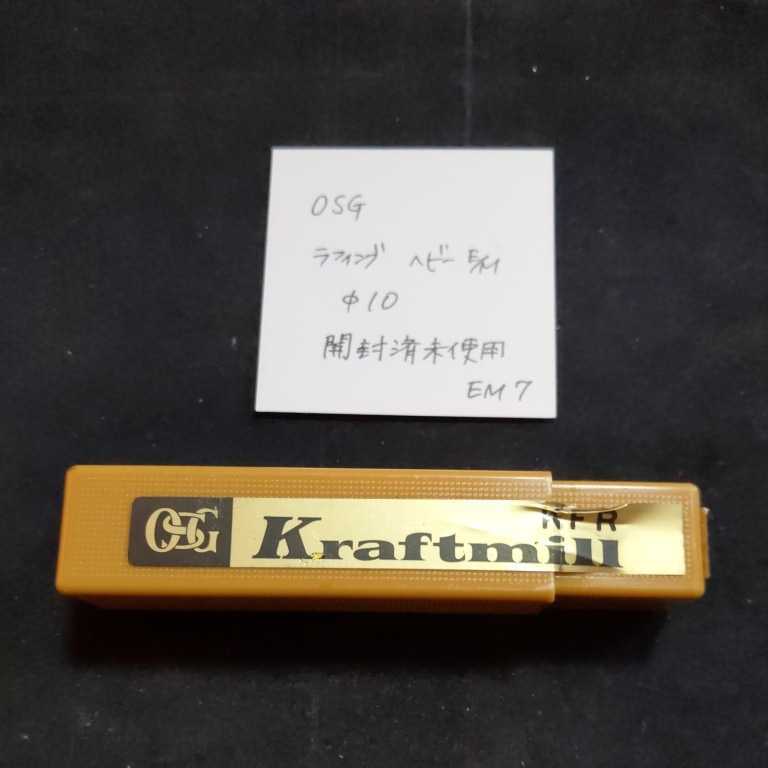 OSG
ラフィング ヘビー E/M
φ10
開封済未使用
EM7
OSG Kraftmill RFR